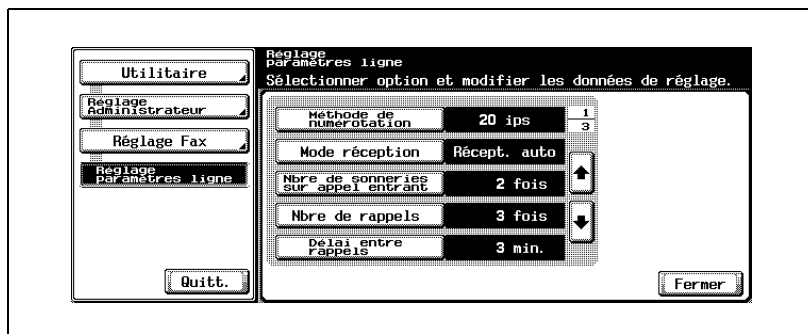 Utilitaire
Réglage
Administrateur
Réglage Fax
Réglage
paramètres ligne
Quitt.
Réglage
paramètres ligne
Sélectionner option et modifier les données de réglage.
Méthode de
numérotation
20 ips
1
3
Mode réception
Récept. auto
Nbre de sonneries
sur appel entrant
2 fois
Nbre de rappels
3 fois
Délai entre
rappels
3 min.
Fermer